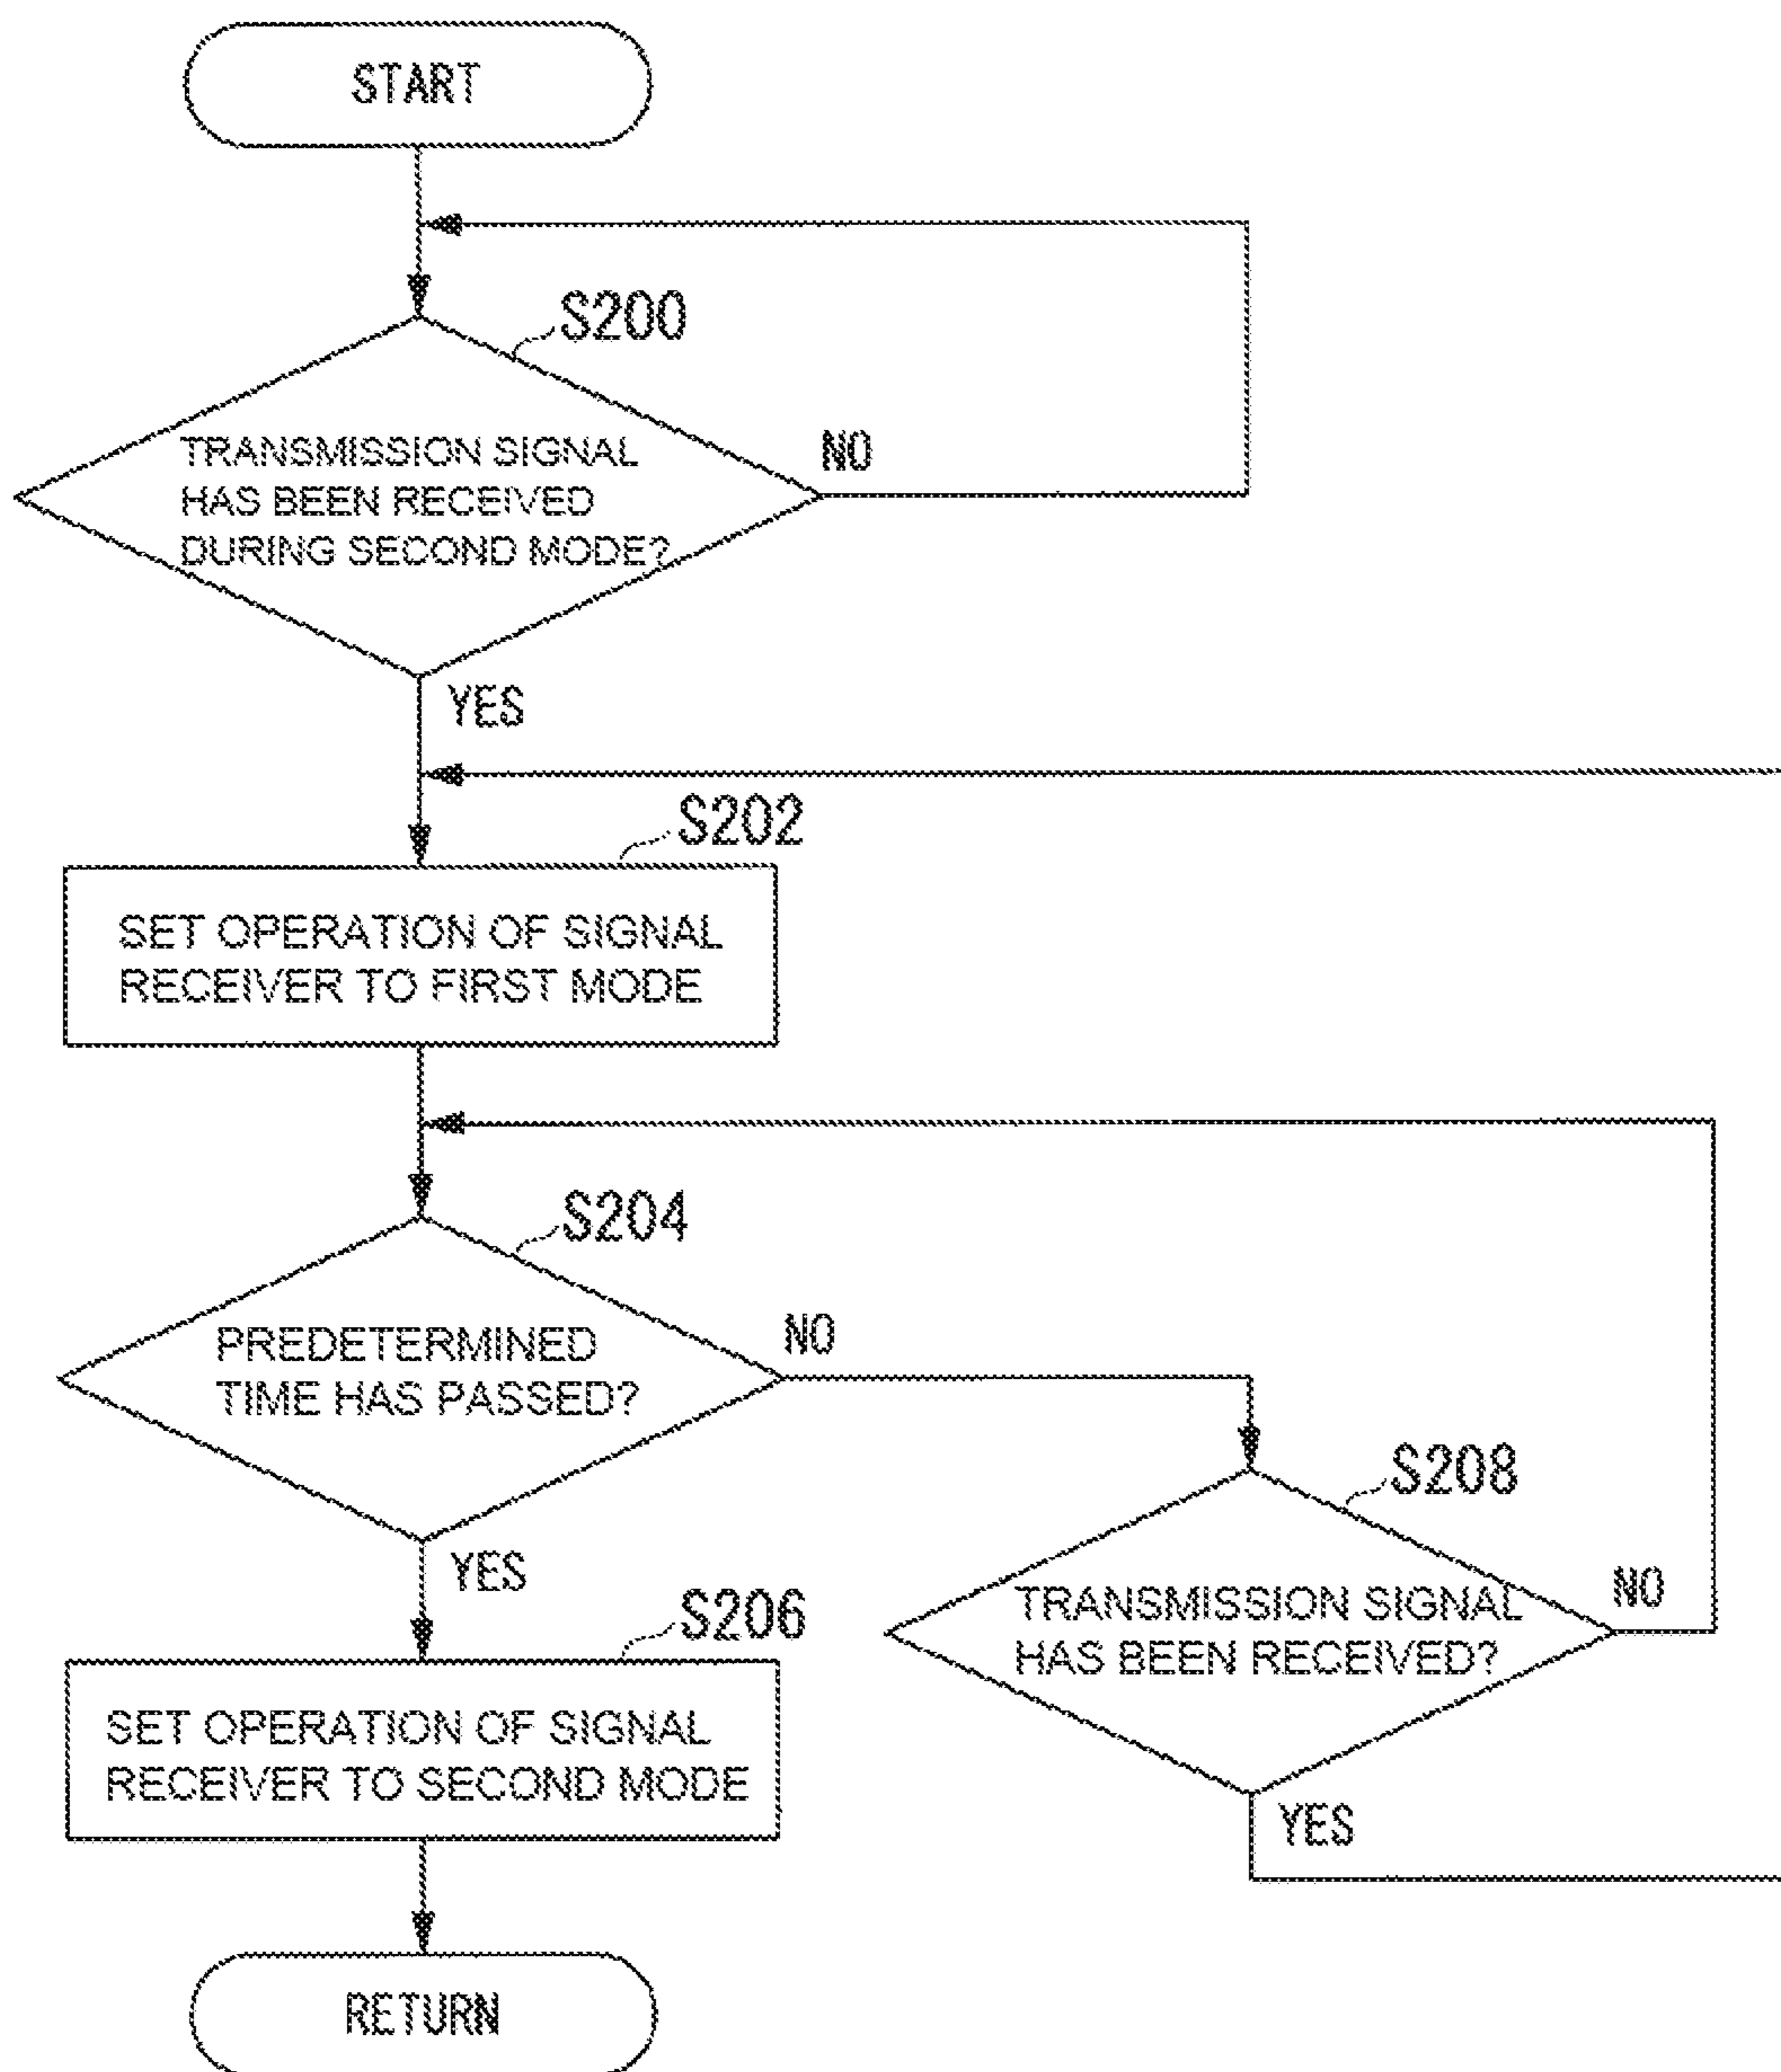 START
S200
TRANSMISSION SIGNAL
HAS BEEN RECEIVED
DURING SECOND MODE?
NO
YES
S202
SET OPERATION OF SIGNAL
RECEIVER TO FIRST MODE
S204
PREDETERMINED
TIME HAS PASSED?
NO
YES
S208
TRANSMISSION SIGNAL
HAS BEEN RECEIVED?
NO
YES
S206
SET OPERATION OF SIGNAL
RECEIVER TO SECOND MODE
RETURN